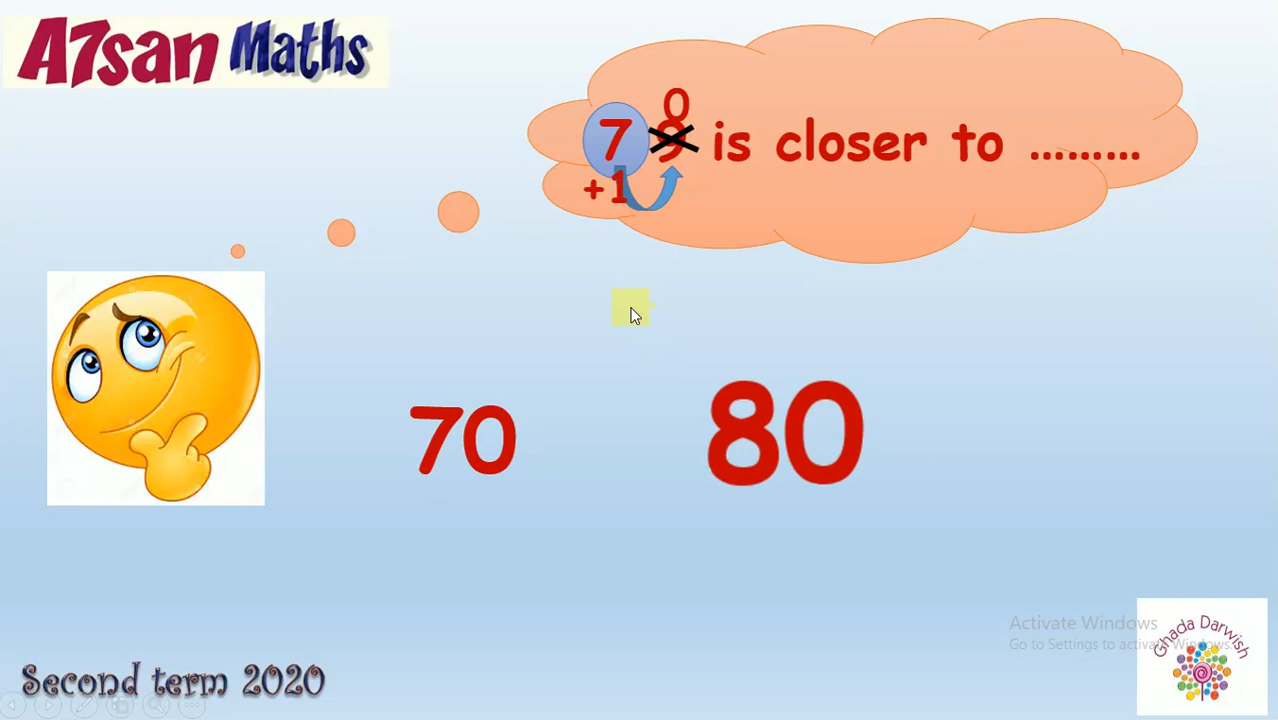 A7san Maths
0
79 is closer to .........
+1
70 80
Activate Windows
Go to Settings to activate Windows.
Ghada Darwish
Second term 2020